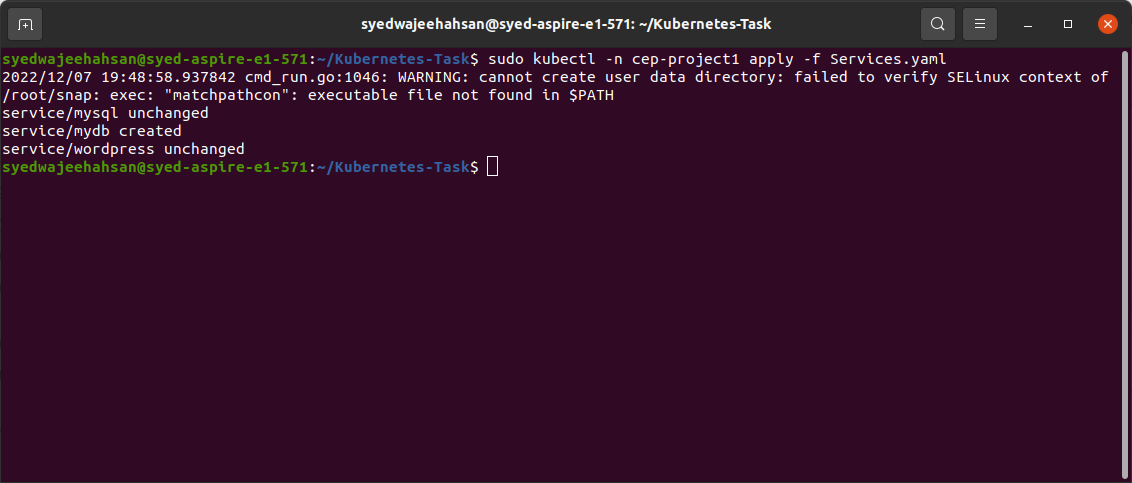 syedwajeehahsan@syed-aspire-e1-571: ~/Kubernetes-Task
syedwajeehahsan@syed-aspire-e1-571:~/Kubernetes-Task$ sudo kubectl -n cep-project1 apply -f Services.yaml
2022/12/07 19:48:58.937842 cmd_run.go:1046: WARNING: cannot create user data directory: failed to verify SELinux context of
/root/snap: exec: "matchpathcon": executable file not found in $PATH
service/mysql unchanged
service/mydb created
service/wordpress unchanged
syedwajeehahsan@syed-aspire-e1-571:~/Kubernetes-Task$